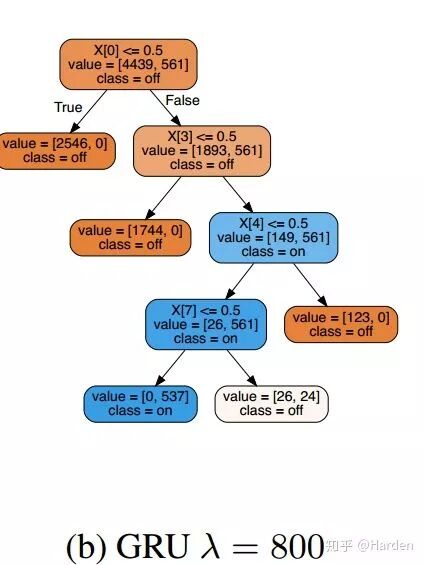 X[0] <= 0.5
value = [4439, 561]
class = off
True
False
value = [2546, 0]
class = off
X[3] <= 0.5
value = [1893, 561]
class = off
value = [1744, 0]
class = off
X[4] <= 0.5
value = [149, 561]
class = on
X[7] <= 0.5
value = [26, 561]
class = on
value = [123, 0]
class = off
value = [0, 537]
class = on
value = [26, 24]
class = off
(b) GRU λ = 800
知乎 @Harden